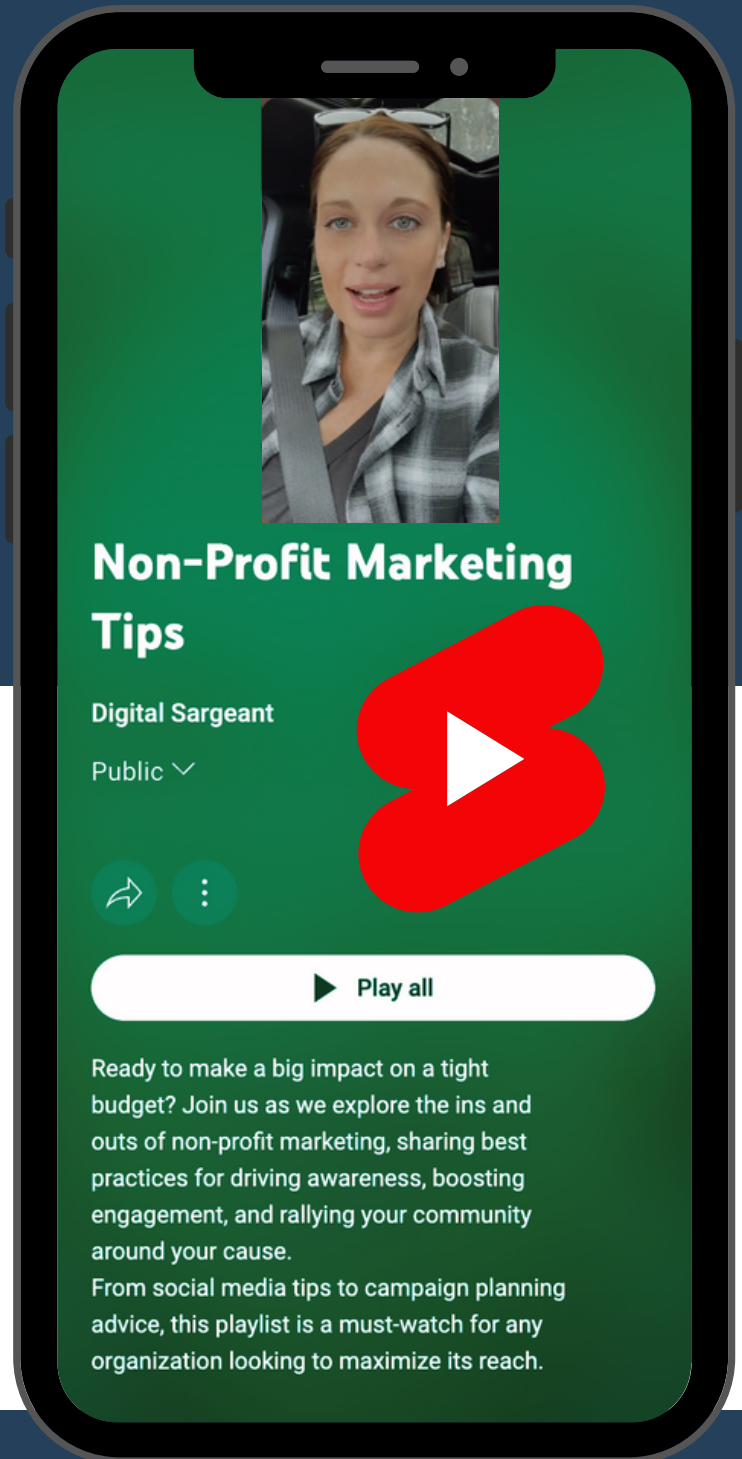 Non-Profit Marketing
Tips
Digital Sargeant
Public
Play all
Ready to make a big impact on a tight
budget? Join us as we explore the ins and
outs of non-profit marketing, sharing best
practices for driving awareness, boosting
engagement, and rallying your community
around your cause.
From social media tips to campaign planning
advice, this playlist is a must-watch for any
organization looking to maximize its reach.